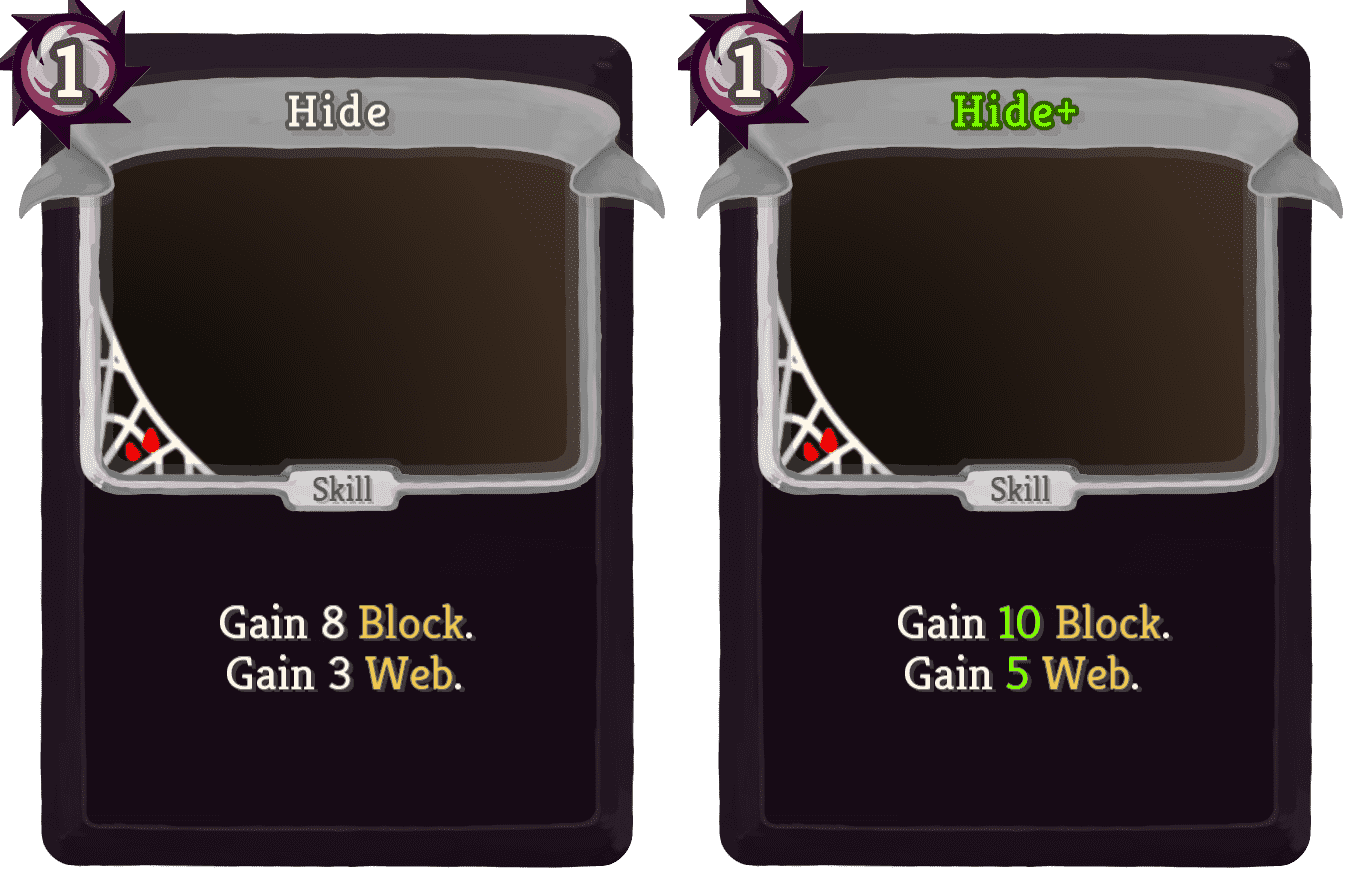 1
Hide
Skill
Gain 8 Block.
Gain 3 Web.
1
Hide+
Skill
Gain 10 Block.
Gain 5 Web.